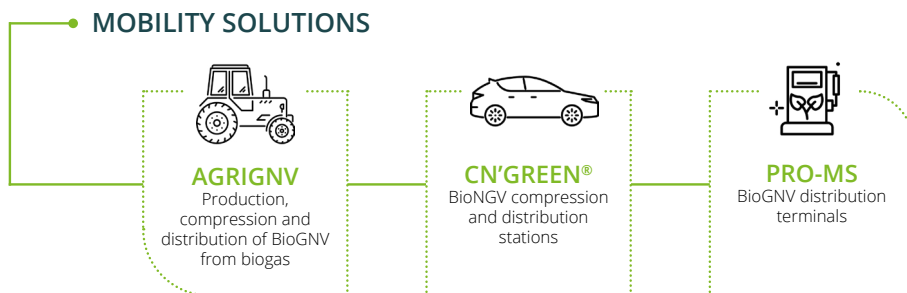 MOBILITY SOLUTIONS
AGRIGNV
Production,
compression and
distribution of BioGNV
from biogas
CN'GREEN®
BioNGV compression
and distribution
stations
PRO-MS
BioGNV distribution
terminals